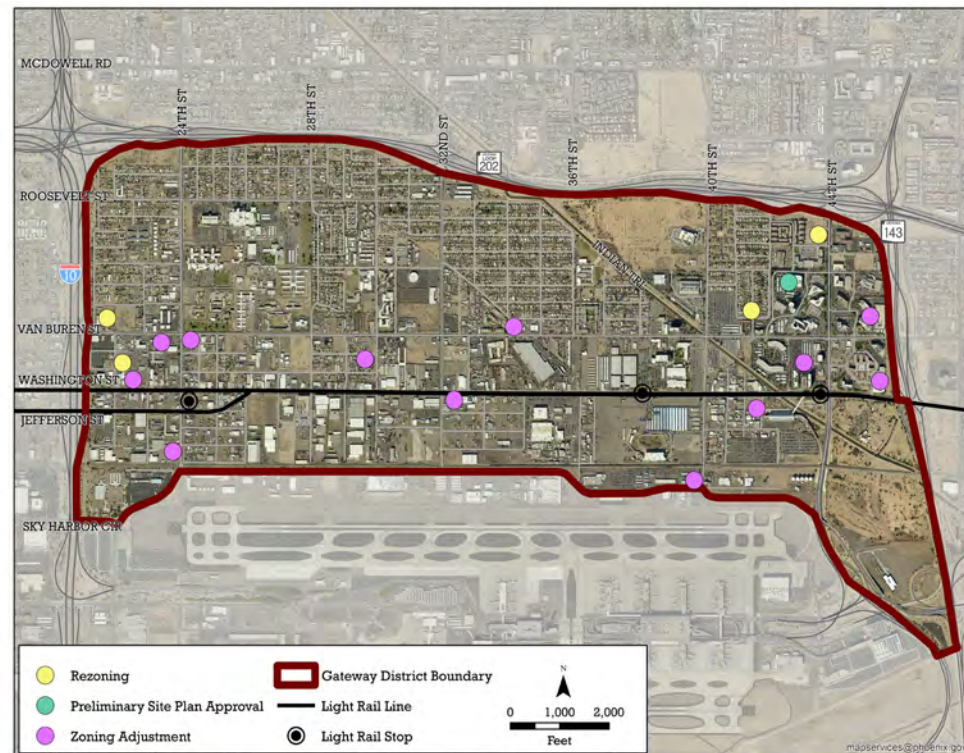 MCDOWELL RD
24TH ST
28TH ST
32ND ST
LOOP
202
36TH ST
40TH ST
44TH ST
ROOSEVELT ST
143
INDIAN TRL
10
VAN BUREN ST
WASHINGTON ST
JEFFERSON ST
SKY HARBOR CIR
Rezoning
Gateway District Boundary
N
Preliminary Site Plan Approval
Light Rail Line
0 1,000 2,000
Feet
Zoning Adjustment
Light Rail Stop
mapservices@phoenix.gov